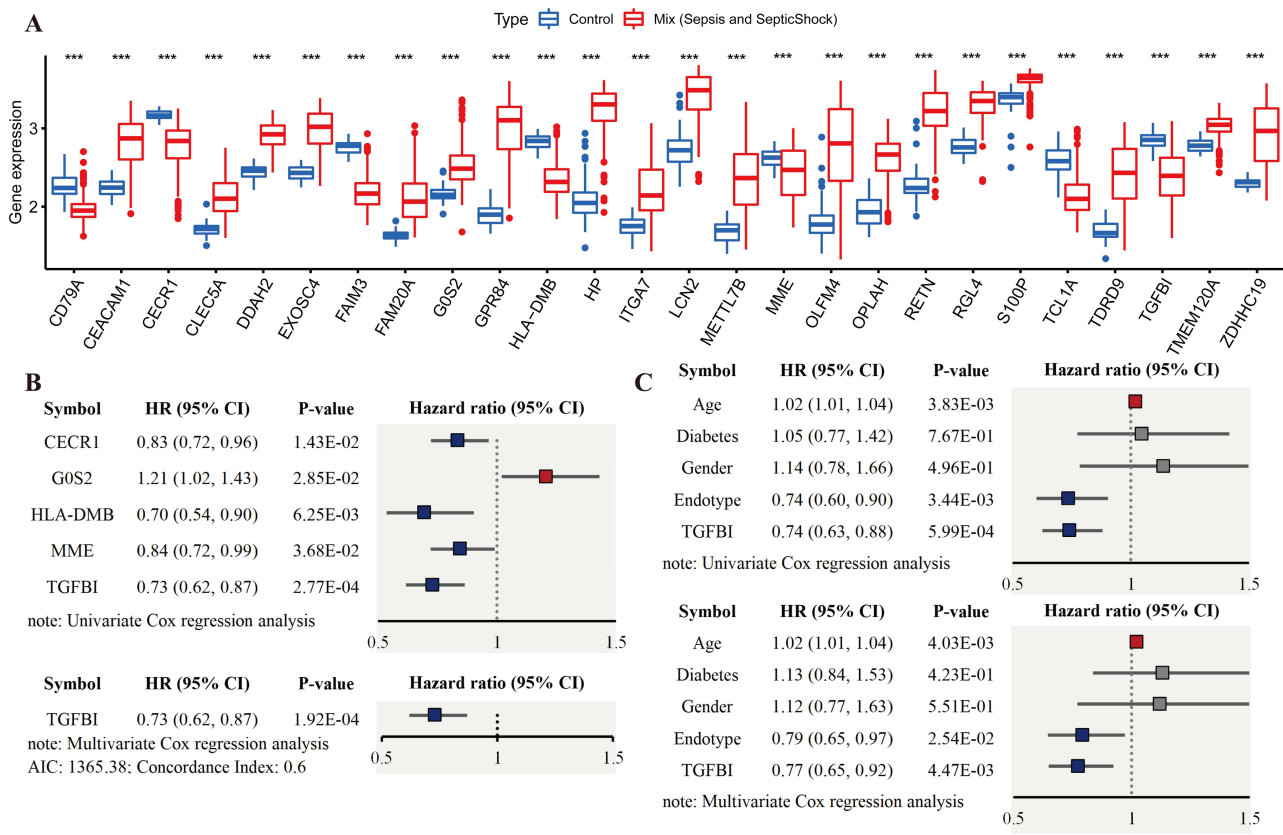 A
Type Control Mix (Sepsis and SepticShock)
*** *** *** *** *** *** *** *** *** *** *** *** *** *** *** *** *** *** *** *** *** *** *** *** *** ***
Gene expression
3
2
CD79A CEACAM1 CECR1 CLEC5A DDAH2 EXOSC4 FAIM3 FAM20A G0S2 GPR84 HLA−DMB HP ITGA7 LCN2 METTL7B MME OLFM4 OPLAH RETN RGL4 S100P TCL1A TDRD9 TGFBI TMEM120A ZDHHC19
B
Symbol HR (95% CI) P-value Hazard ratio (95% CI)
CECR1 0.83 (0.72, 0.96) 1.43E-02
G0S2 1.21 (1.02, 1.43) 2.85E-02
HLA-DMB 0.70 (0.54, 0.90) 6.25E-03
MME 0.84 (0.72, 0.99) 3.68E-02
TGFBI 0.73 (0.62, 0.87) 2.77E-04
note: Univariate Cox regression analysis
0.5 1 1.5
Symbol HR (95% CI) P-value Hazard ratio (95% CI)
TGFBI 0.73 (0.62, 0.87) 1.92E-04
note: Multivariate Cox regression analysis
AIC: 1365.38; Concordance Index: 0.6
0.5 1 1.5
C
Symbol HR (95% CI) P-value Hazard ratio (95% CI)
Age 1.02 (1.01, 1.04) 3.83E-03
Diabetes 1.05 (0.77, 1.42) 7.67E-01
Gender 1.14 (0.78, 1.66) 4.96E-01
Endotype 0.74 (0.60, 0.90) 3.44E-03
TGFBI 0.74 (0.63, 0.88) 5.99E-04
note: Univariate Cox regression analysis
0.5 1 1.5
Symbol HR (95% CI) P-value Hazard ratio (95% CI)
Age 1.02 (1.01, 1.04) 4.03E-03
Diabetes 1.13 (0.84, 1.53) 4.23E-01
Gender 1.12 (0.77, 1.63) 5.51E-01
Endotype 0.79 (0.65, 0.97) 2.54E-02
TGFBI 0.77 (0.65, 0.92) 4.47E-03
note: Multivariate Cox regression analysis
0.5 1 1.5